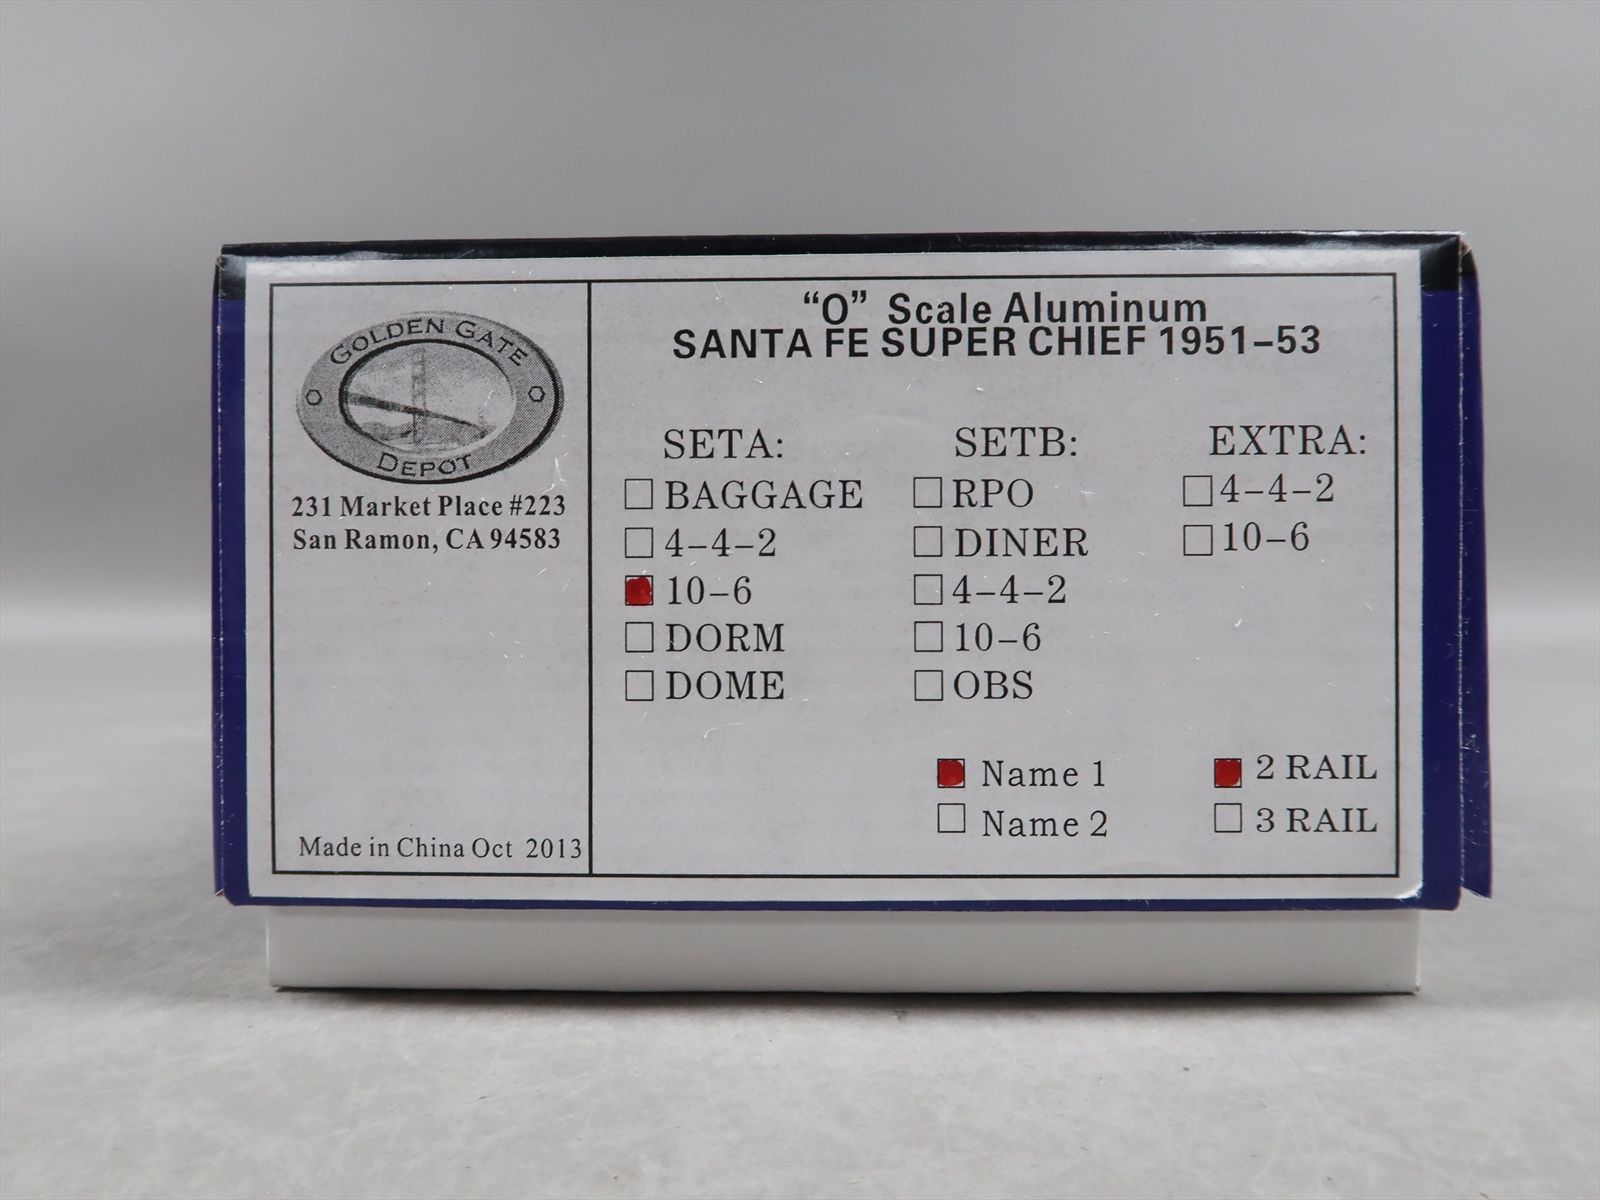 GOLDEN GATE
DEPOT
231 Market Place #223
San Ramon, CA 94583
Made in China Oct 2013
“O” Scale Aluminum
SANTA FE SUPER CHIEF 1951–53
SETA:
BAGGAGE
4–4–2
10–6
DORM
DOME
SETB:
RPO
DINER
4–4–2
10–6
OBS
EXTRA:
4–4–2
10–6
Name 1
Name 2
2 RAIL
3 RAIL